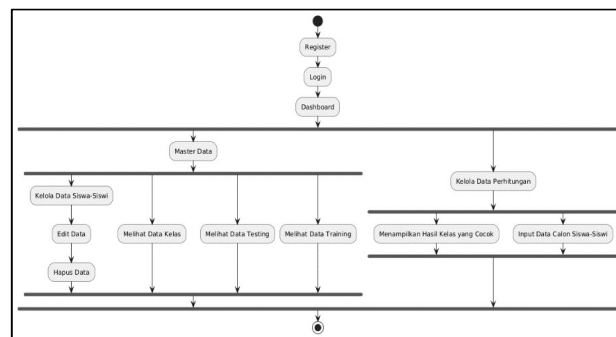 Register
Login
Dashboard
Master Data
Kelola Data Siswa-Siswi
Edit Data
Hapus Data
Melihat Data Kelas
Melihat Data Testing
Melihat Data Training
Kelola Data Perhitungan
Menampilkan Hasil Kelas yang Cocok
Input Data Calon Siswa-Siswi